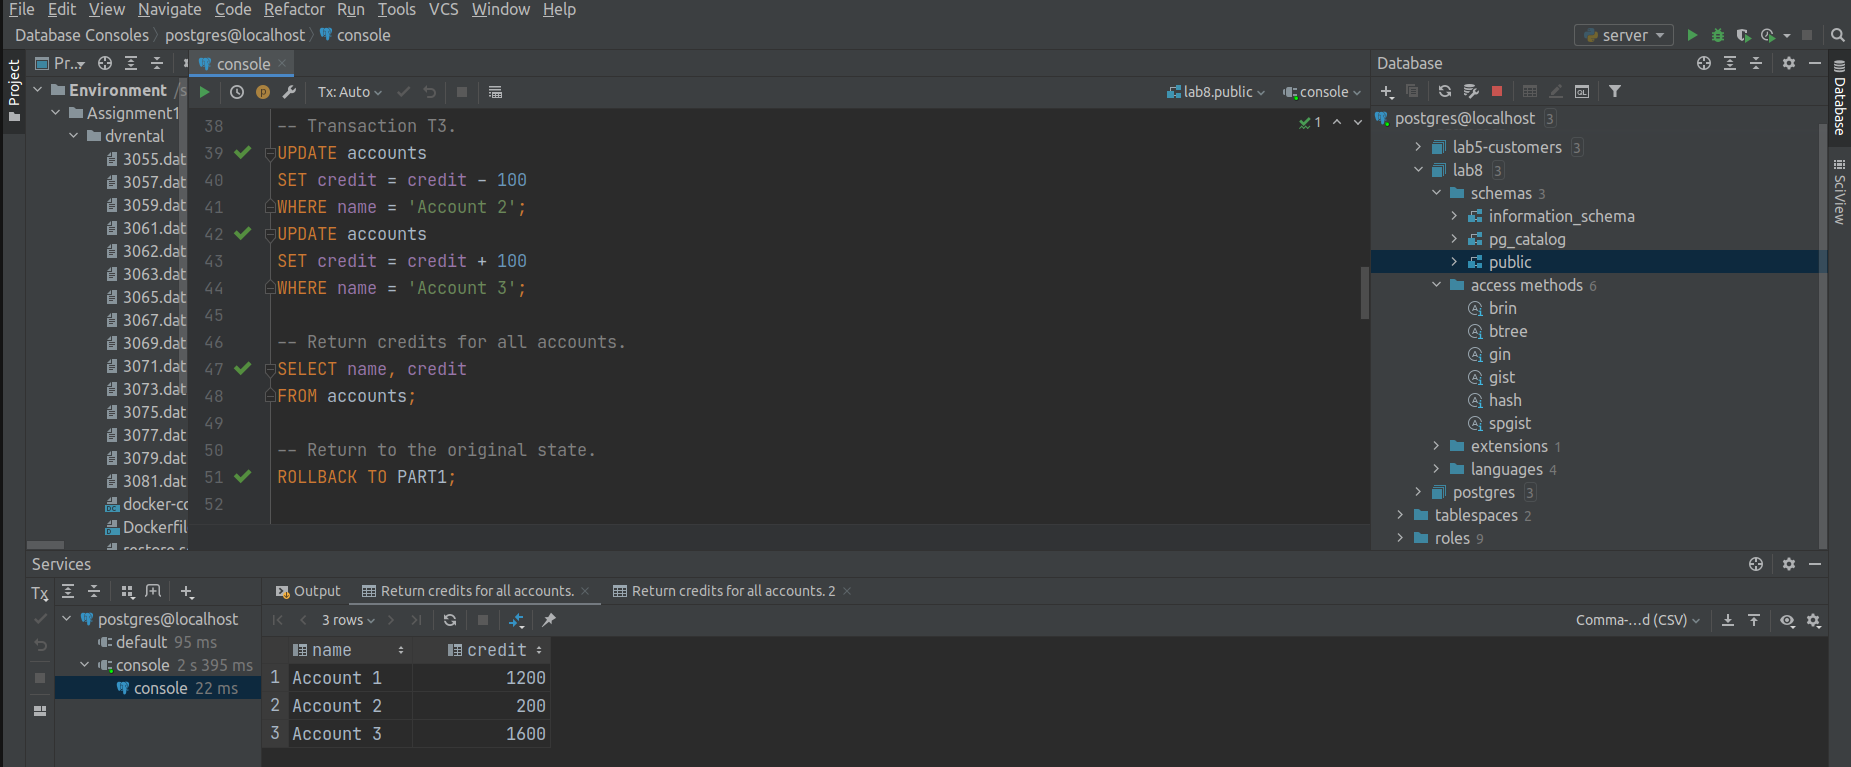 File Edit View Navigate Code Refactor Run Tools VCS Window Help
Database Consoles postgres@localhost console
server
Project
Pr...
console
Database
Environment
Assignment1
dvrental
3055.dat
3057.dat
3059.dat
3061.dat
3062.dat
3063.dat
3065.dat
3067.dat
3069.dat
3071.dat
3073.dat
3075.dat
3077.dat
3079.dat
3081.dat
docker-co
Dockerfil
Tx: Auto
lab8.public
console
1
38 -- Transaction T3.
39 UPDATE accounts
40 SET credit = credit - 100
41 WHERE name = 'Account 2';
42 UPDATE accounts
43 SET credit = credit + 100
44 WHERE name = 'Account 3';
45
46 -- Return credits for all accounts.
47 SELECT name, credit
48 FROM accounts;
49
50 -- Return to the original state.
51 ROLLBACK TO PART1;
52
postgres@localhost 3
lab5-customers 3
lab8 3
schemas 3
information_schema
pg_catalog
public
access methods 6
brin
btree
gin
gist
hash
spgist
extensions 1
languages 4
postgres 3
tablespaces 2
roles 9
Database
SciView
Services
Tx
postgres@localhost
default 95 ms
console 2 s 395 ms
console 22 ms
Output Return credits for all accounts. Return credits for all accounts. 2
3 rows
Comma-...d (CSV)
name credit
1 Account 1 1200
2 Account 2 200
3 Account 3 1600